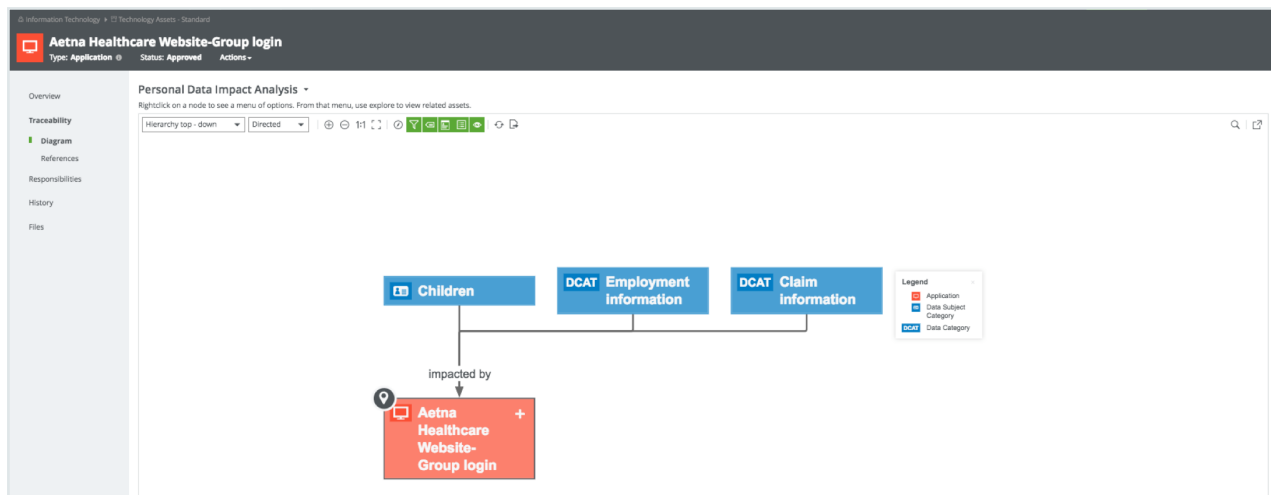 Information Technology › Technology Assets - Standard
Aetna Healthcare Website-Group login
Type: Application Status: Approved Actions
Overview
Traceability
Diagram
References
Responsibilities
History
Files
Personal Data Impact Analysis
Rightclick on a node to see a menu of options. From that menu, use explore to view related assets.
Hierarchy top - down Directed 1:1
Children
DCAT Employment
information
DCAT Claim
information
Legend
Application
Data Subject
Category
DCAT Data Category
impacted by
Aetna
Healthcare
Website-
Group login